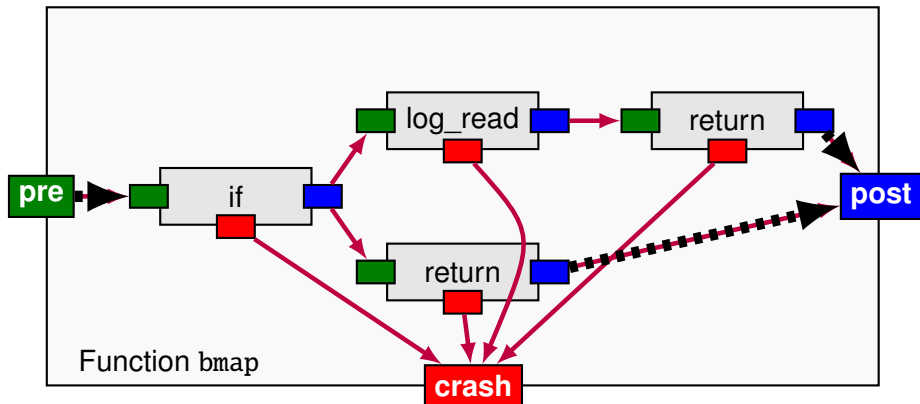 log_read
return
pre
if
post
return
Function bmap
crash